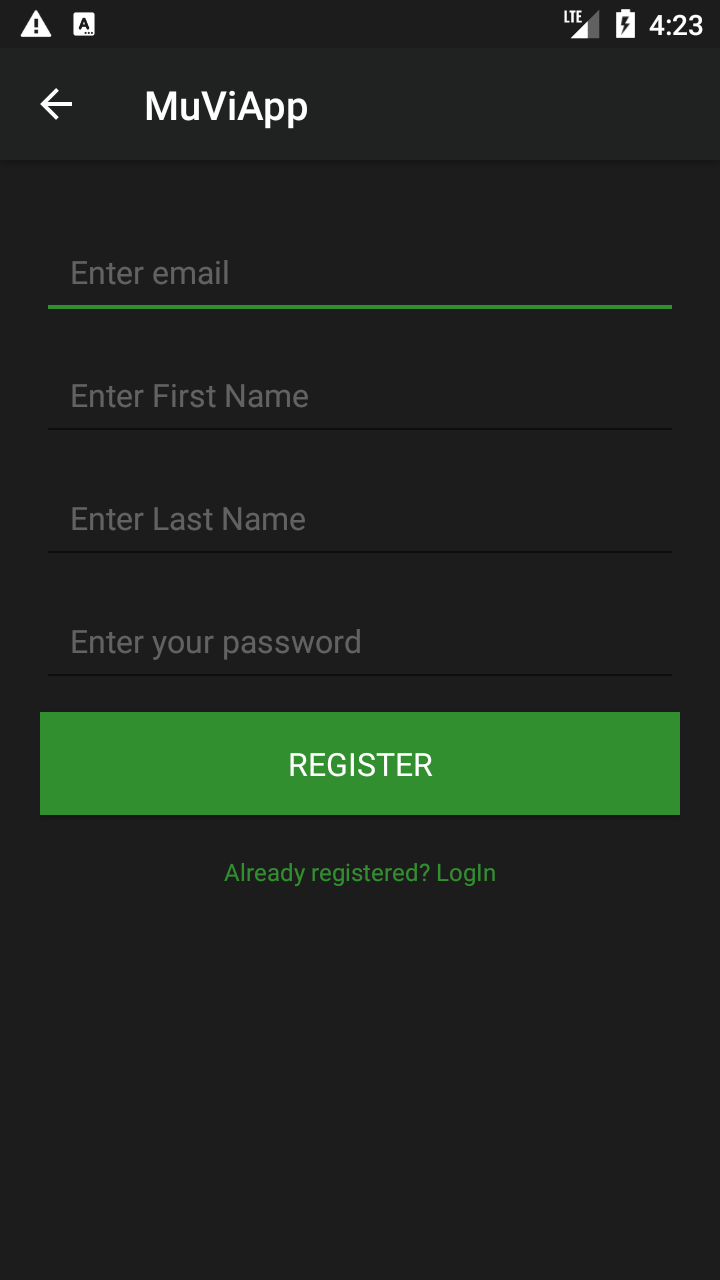 LTE 4:23
MuViApp
Enter email
Enter First Name
Enter Last Name
Enter your password
REGISTER
Already registered? LogIn